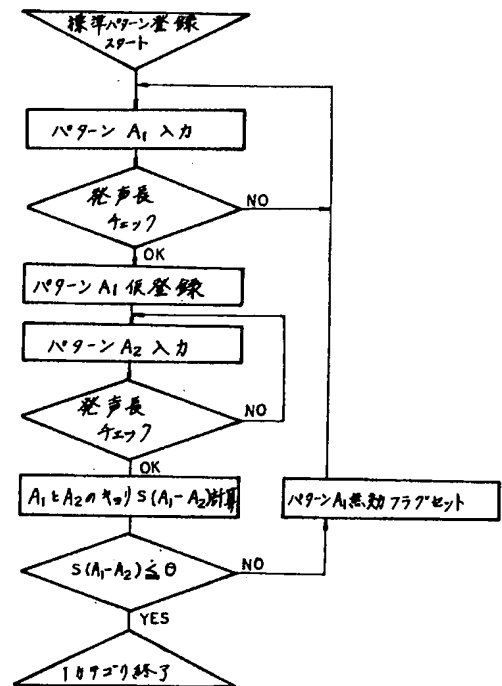 標準パターン登録
スタート
パターン A₁ 入力
発声長
チェック
NO
OK
パターン A₁ 仮登録
パターン A₂ 入力
発声長
チェック
NO
OK
A₁とA₂のキョリ S(A₁-A₂)計算
パターンA₁無効フラグセット
S(A₁-A₂)≦θ
NO
YES
1カテゴリ終了